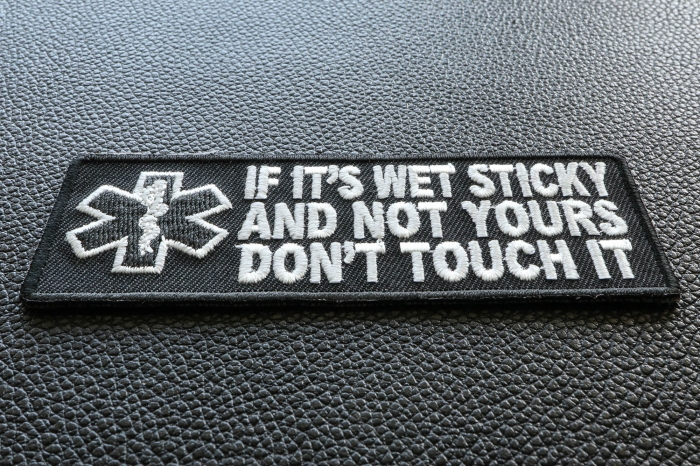 IF IT'S WET STICKY
AND NOT YOURS
DON'T TOUCH IT